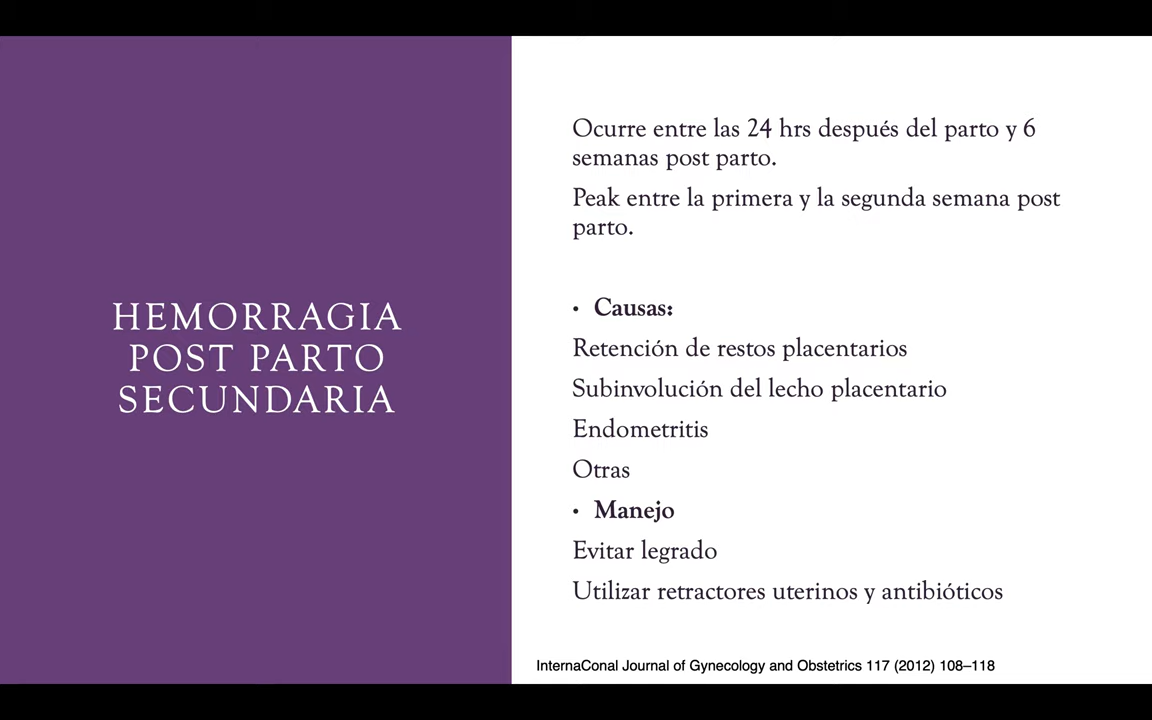 HEMORRAGIA
POST PARTO
SECUNDARIA
Ocurre entre las 24 hrs después del parto y 6
semanas post parto.
Peak entre la primera y la segunda semana post
parto.
• Causas:
Retención de restos placentarios
Subinvolución del lecho placentario
Endometritis
Otras
• Manejo
Evitar legrado
Utilizar retractores uterinos y antibióticos
InternaConal Journal of Gynecology and Obstetrics 117 (2012) 108–118